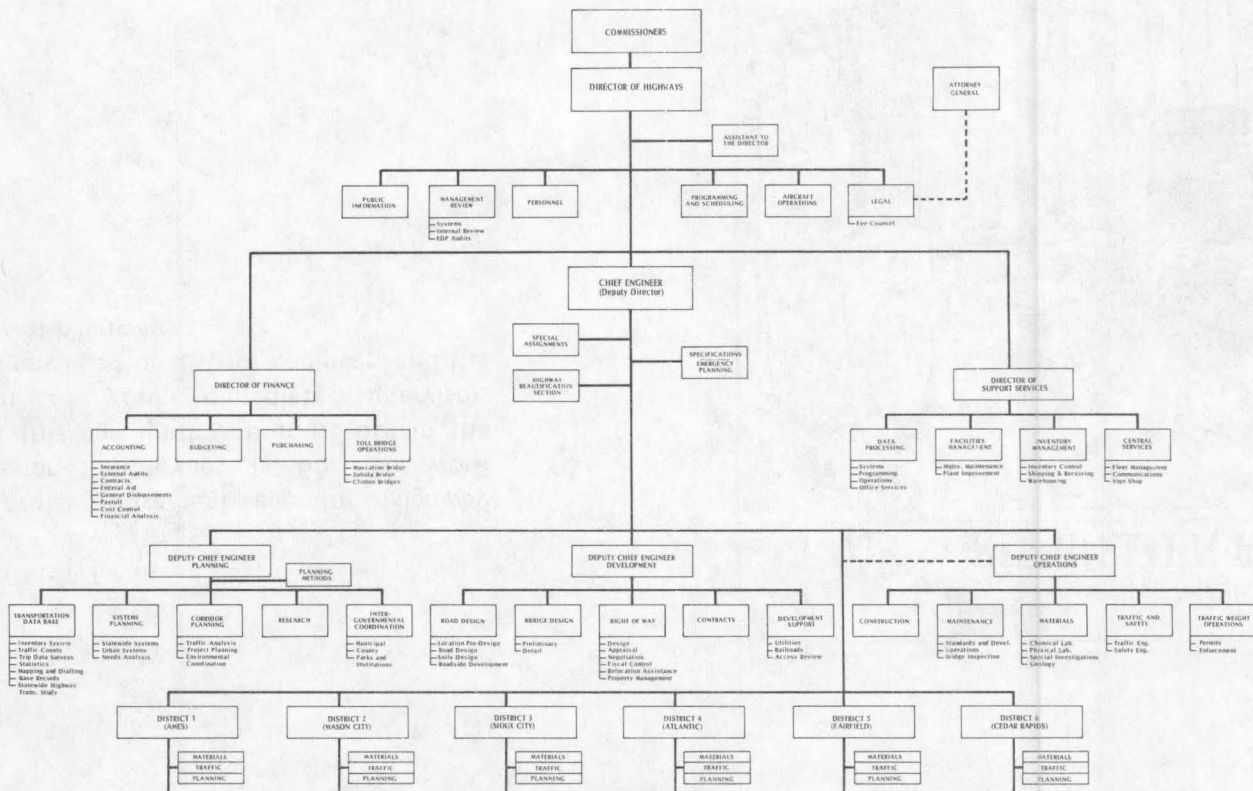 COMMISSIONERS
DIRECTOR OF HIGHWAYS
ATTORNEY
GENERAL
ASSISTANT TO
THE DIRECTOR
PUBLIC
INFORMATION
MANAGEMENT
REVIEW
Systems
Internal Review
EDP Audits
PERSONNEL
PROGRAMMING
AND SCHEDULING
AIRCRAFT
OPERATIONS
LEGAL
Fee Counsel
CHIEF ENGINEER
(Deputy Director)
SPECIAL
ASSIGNMENTS
SPECIFICATIONS
EMERGENCY
PLANNING
HIGHWAY
BEAUTIFICATION
SECTION
DIRECTOR OF FINANCE
ACCOUNTING
Insurance
External Audits
Contracts
Federal Aid
General Disbursements
Payroll
Cost Control
Financial Analysis
BUDGETING
PURCHASING
TOLL BRIDGE
OPERATIONS
Muscatine Bridge
Sabula Bridge
Clinton Bridges
DIRECTOR OF
SUPPORT SERVICES
DATA
PROCESSING
Systems
Programming
Operations
Office Services
FACILITIES
MANAGEMENT
Hqtrs. Maintenance
Plant Improvement
INVENTORY
MANAGEMENT
Inventory Control
Shipping & Receiving
Warehousing
CENTRAL
SERVICES
Fleet Management
Communications
Sign Shop
DEPUTY CHIEF ENGINEER
PLANNING
PLANNING
METHODS
TRANSPORTATION
DATA BASE
Inventory System
Traffic Counts
Trip Data Surveys
Statistics
Mapping and Drafting
Base Records
Statewide Highway
Trans. Study
SYSTEMS
PLANNING
Statewide Systems
Urban Systems
Needs Analysis
CORRIDOR
PLANNING
Traffic Analysis
Project Planning
Environmental
Coordination
RESEARCH
INTER-
GOVERNMENTAL
COORDINATION
Municipal
County
Parks and
Institutions
DEPUTY CHIEF ENGINEER
DEVELOPMENT
ROAD DESIGN
Location Pre-Design
Road Design
Soils Design
Roadside Development
BRIDGE DESIGN
Preliminary
Detail
RIGHT OF WAY
Design
Appraisal
Negotiation
Fiscal Control
Relocation Assistance
Property Management
CONTRACTS
DEVELOPMENT
SUPPORT
Utilities
Railroads
Access Review
DEPUTY CHIEF ENGINEER
OPERATIONS
CONSTRUCTION
MAINTENANCE
Standards and Devel.
Operations
Bridge Inspection
MATERIALS
Chemical Lab.
Physical Lab.
Special Investigations
Geology
TRAFFIC AND
SAFETY
Traffic Eng.
Safety Eng.
TRAFFIC WEIGHT
OPERATIONS
Permits
Enforcement
DISTRICT 1
(AMES)
MATERIALS
TRAFFIC
PLANNING
DISTRICT 2
(MASON CITY)
MATERIALS
TRAFFIC
PLANNING
DISTRICT 3
(SIOUX CITY)
MATERIALS
TRAFFIC
PLANNING
DISTRICT 4
(ATLANTIC)
MATERIALS
TRAFFIC
PLANNING
DISTRICT 5
(FAIRFIELD)
MATERIALS
TRAFFIC
PLANNING
DISTRICT 6
(CEDAR RAPIDS)
MATERIALS
TRAFFIC
PLANNING